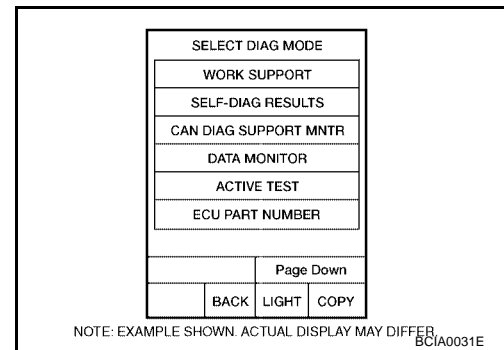 SELECT DIAG MODE
WORK SUPPORT
SELF-DIAG RESULTS
CAN DIAG SUPPORT MNTR
DATA MONITOR
ACTIVE TEST
ECU PART NUMBER
Page Down
BACK LIGHT COPY
NOTE: EXAMPLE SHOWN. ACTUAL DISPLAY MAY DIFFER.
BCIA0031E